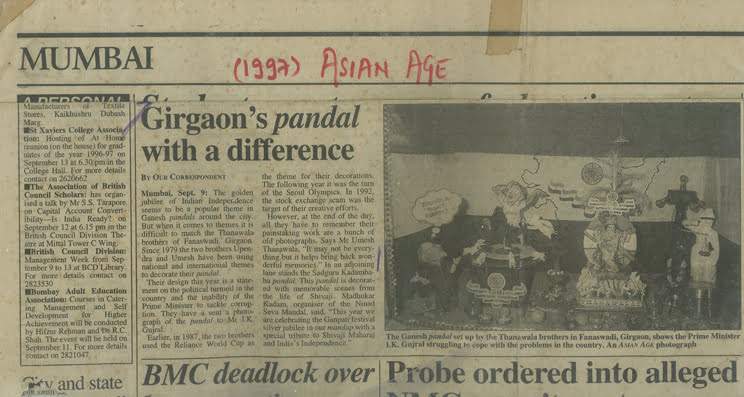 MUMBAI
(1997) ASIAN AGE
A PERSONAL
Manufacturers of Textile
Stores, Kaikhushru Dubash
Marg.
■St Xaviers College Associa-
tion: Hosting of At Home
reunion (on the house) for grad-
uates of the year 1996-97 on
September 13 at 6.30 pm in the
College Hall. For more details
contact on 2620662
■The Association of British
Council Scholars: has organ-
ised a talk by Mr S.S. Tarapore
on Capital Account Convert-
ibility—Is India Ready? on
September 12 at 6.15 pm in the
British Council Division The-
atre at Mittal Tower C Wing.
■British Council Division:
Management Week from Sep-
tember 9 to 13 at BCD Library.
For more details contact on
2823530
■Bombay Adult Education
Association: Courses in Cater-
ing Management and Self
Development for Higher
Achievement will be conducted
by Hilzur Rehman and R.C.
Shah. The event will be held on
September 11. For more details
contact on 2821047.
City and state
Girgaon's pandal
with a difference
BY OUR CORRESPONDENT
Mumbai, Sept. 9: The golden
jubilee of Indian Independence
seems to be a popular theme in
Ganesh pandals around the city.
But when it comes to themes it is
difficult to match the Thanawala
brothers of Fanaswadi, Girgaon.
Since 1979 the two brothers Upen-
dra and Umesh have been using
national and international themes
to decorate their pandal.
Their design this year is a state-
ment on the political turmoil in the
country and the inability of the
Prime Minister to tackle corrup-
tion. They have a sent a photo-
graph of the pandal to Mr I.K.
Gujral.
Earlier, in 1987, the two brothers
used the Reliance World Cup as
the theme for their decorations.
The following year it was the turn
of the Seoul Olympics. In 1992,
the stock exchange scam was the
target of their creative efforts.
However, at the end of the day,
all they have to remember their
painstaking work are a bunch of
old photographs. Says Mr Umesh
Thanawala, "It may not be every-
thing but it helps bring back won-
derful memories." In an adjoining
lane stands the Sadguru Kadamba-
ha pandal. This pandal is decorat-
ed with memorable scenes from
the life of Shivaji. Madhukar
Kadam, organiser of the Ninad
Seva Mandal, said, "This year we
are celebrating the Ganpati festival
silver jubilee in our mandap with a
special tribute to Shivaji Maharaj
and India's Independence."
The Ganesh pandal set up by the Thanawala brothers in Fanaswadi, Girgaon, shows the Prime Minister
I.K. Gujral struggling to cope with the problems in the country. An ASIAN AGE photograph
BMC deadlock over
Probe ordered into alleged